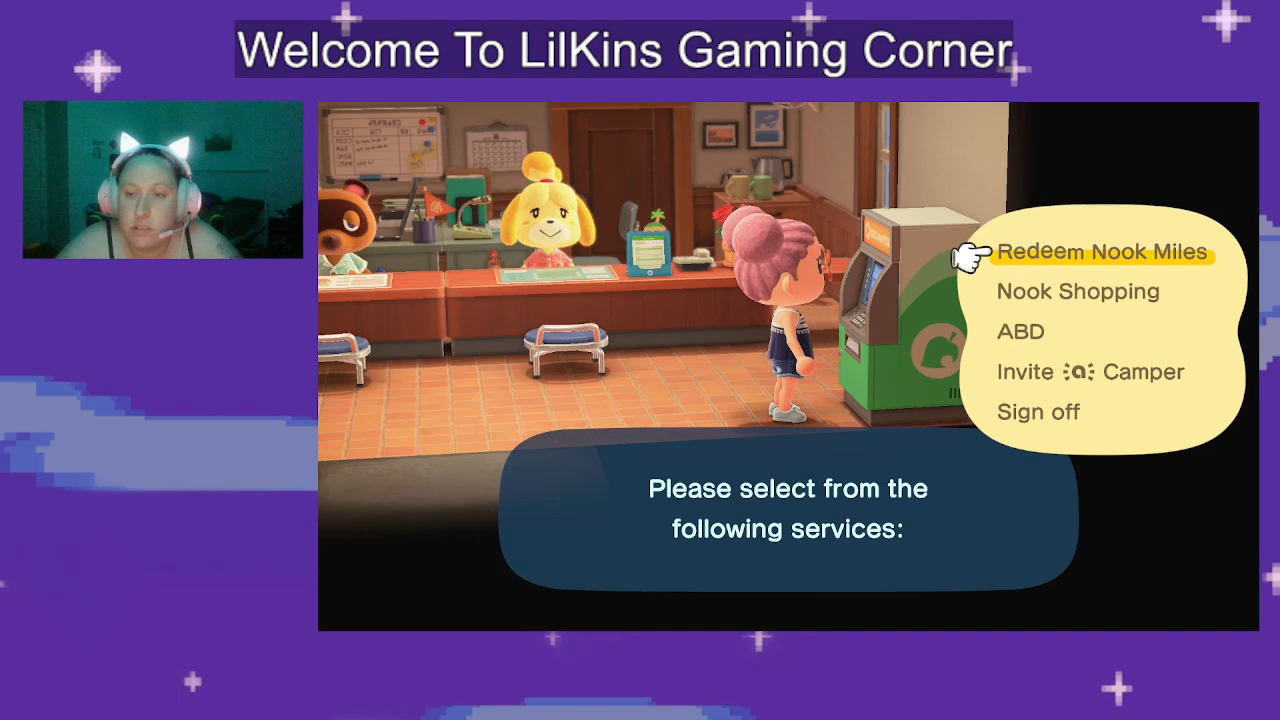 Welcome To LilKins Gaming Corner
Redeem Nook Miles
Nook Shopping
ABD
Invite :a: Camper
Sign off
Please select from the
following services: